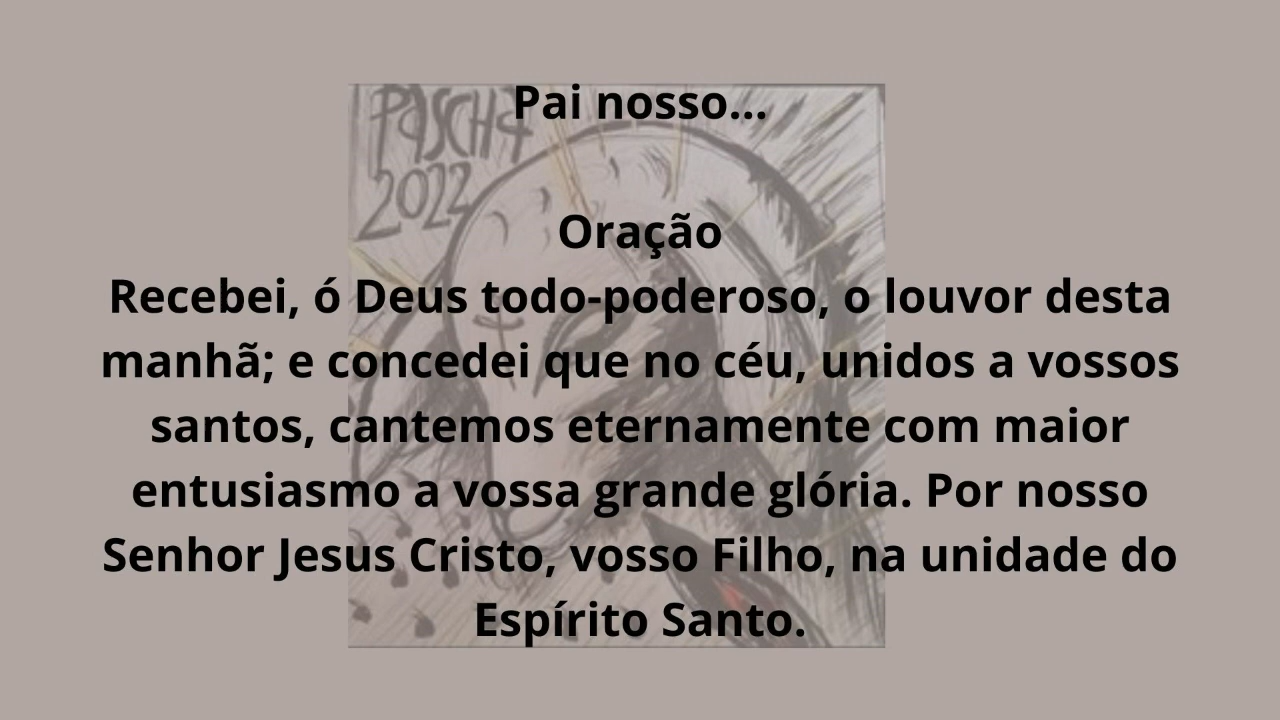 Pai nosso...
Oração
Recebei, ó Deus todo-poderoso, o louvor desta
manhã; e concedei que no céu, unidos a vossos
santos, cantemos eternamente com maior
entusiasmo a vossa grande glória. Por nosso
Senhor Jesus Cristo, vosso Filho, na unidade do
Espírito Santo.
PASCHA
2022